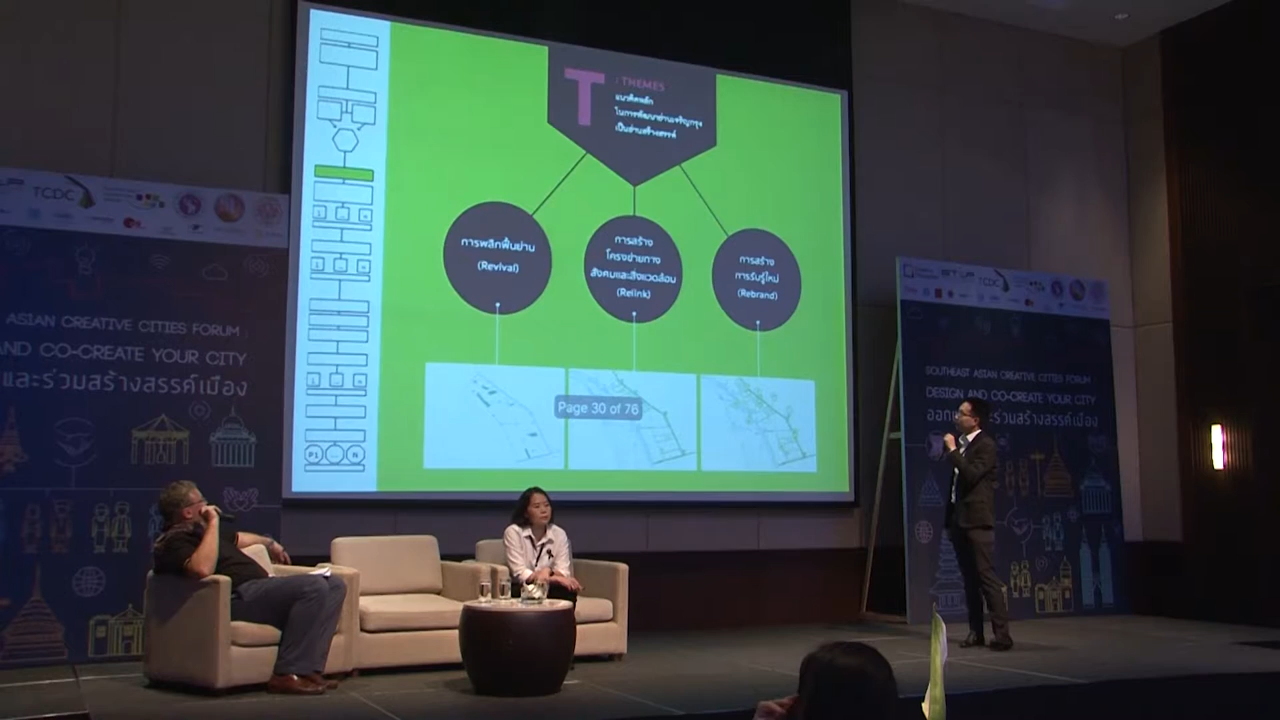 T
: THEMES
แนวคิดหลัก
ในการพัฒนาย่านเจริญกรุง
เป็นย่านสร้างสรรค์
การพลิกฟื้นย่าน
(Revival)
การสร้าง
โครงข่ายทาง
สังคมและสิ่งแวดล้อม
(Relink)
การสร้าง
การรับรู้ใหม่
(Rebrand)
Page 30 of 76
P1
N
TCDC
ASIAN CREATIVE CITIES FORUM :
AND CO-CREATE YOUR CITY
และร่วมสร้างสรรค์เมือง
TCDC
SOUTHEAST ASIAN CREATIVE CITIES FORUM :
DESIGN AND CO-CREATE YOUR CITY
ออก และร่วมสร้างสรรค์เมือง